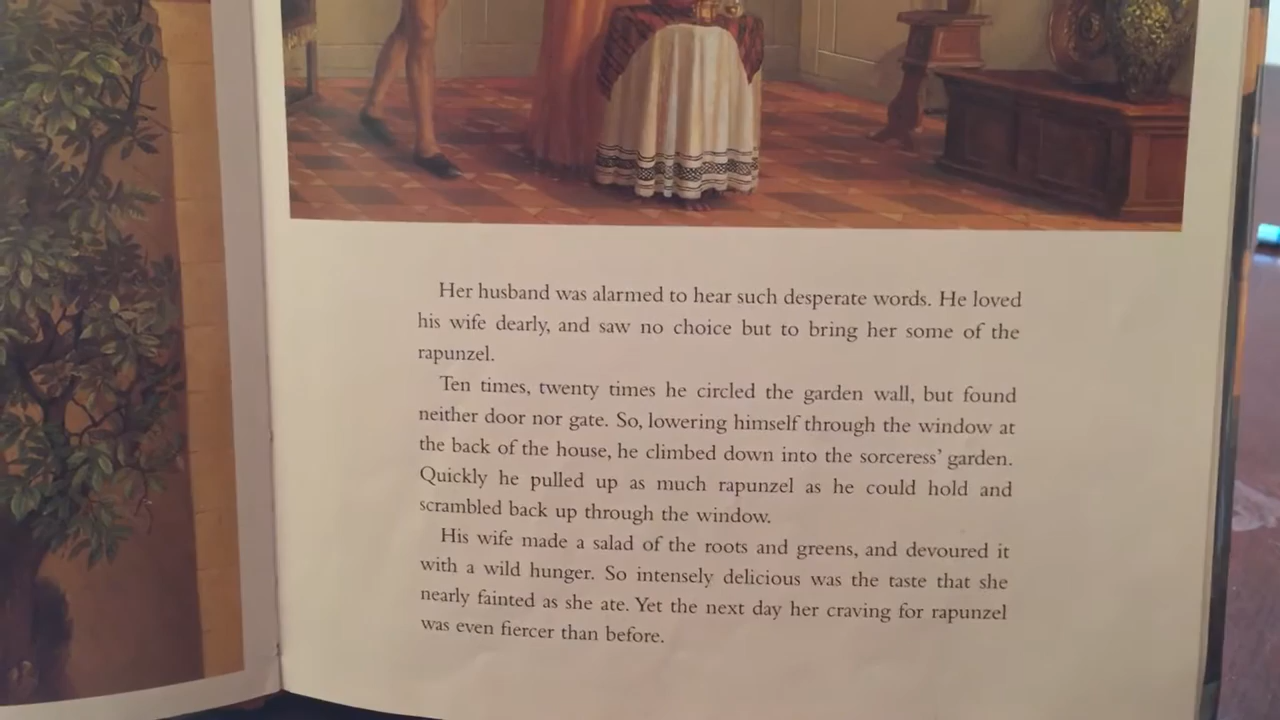 Her husband was alarmed to hear such desperate words. He loved
his wife dearly, and saw no choice but to bring her some of the
rapunzel.
Ten times, twenty times he circled the garden wall, but found
neither door nor gate. So, lowering himself through the window at
the back of the house, he climbed down into the sorceress' garden.
Quickly he pulled up as much rapunzel as he could hold and
scrambled back up through the window.
His wife made a salad of the roots and greens, and devoured it
with a wild hunger. So intensely delicious was the taste that she
nearly fainted as she ate. Yet the next day her craving for rapunzel
was even fiercer than before.